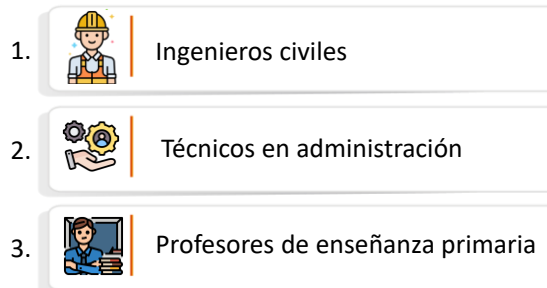 1. Ingenieros civiles
2. Técnicos en administración
3. Profesores de enseñanza primaria